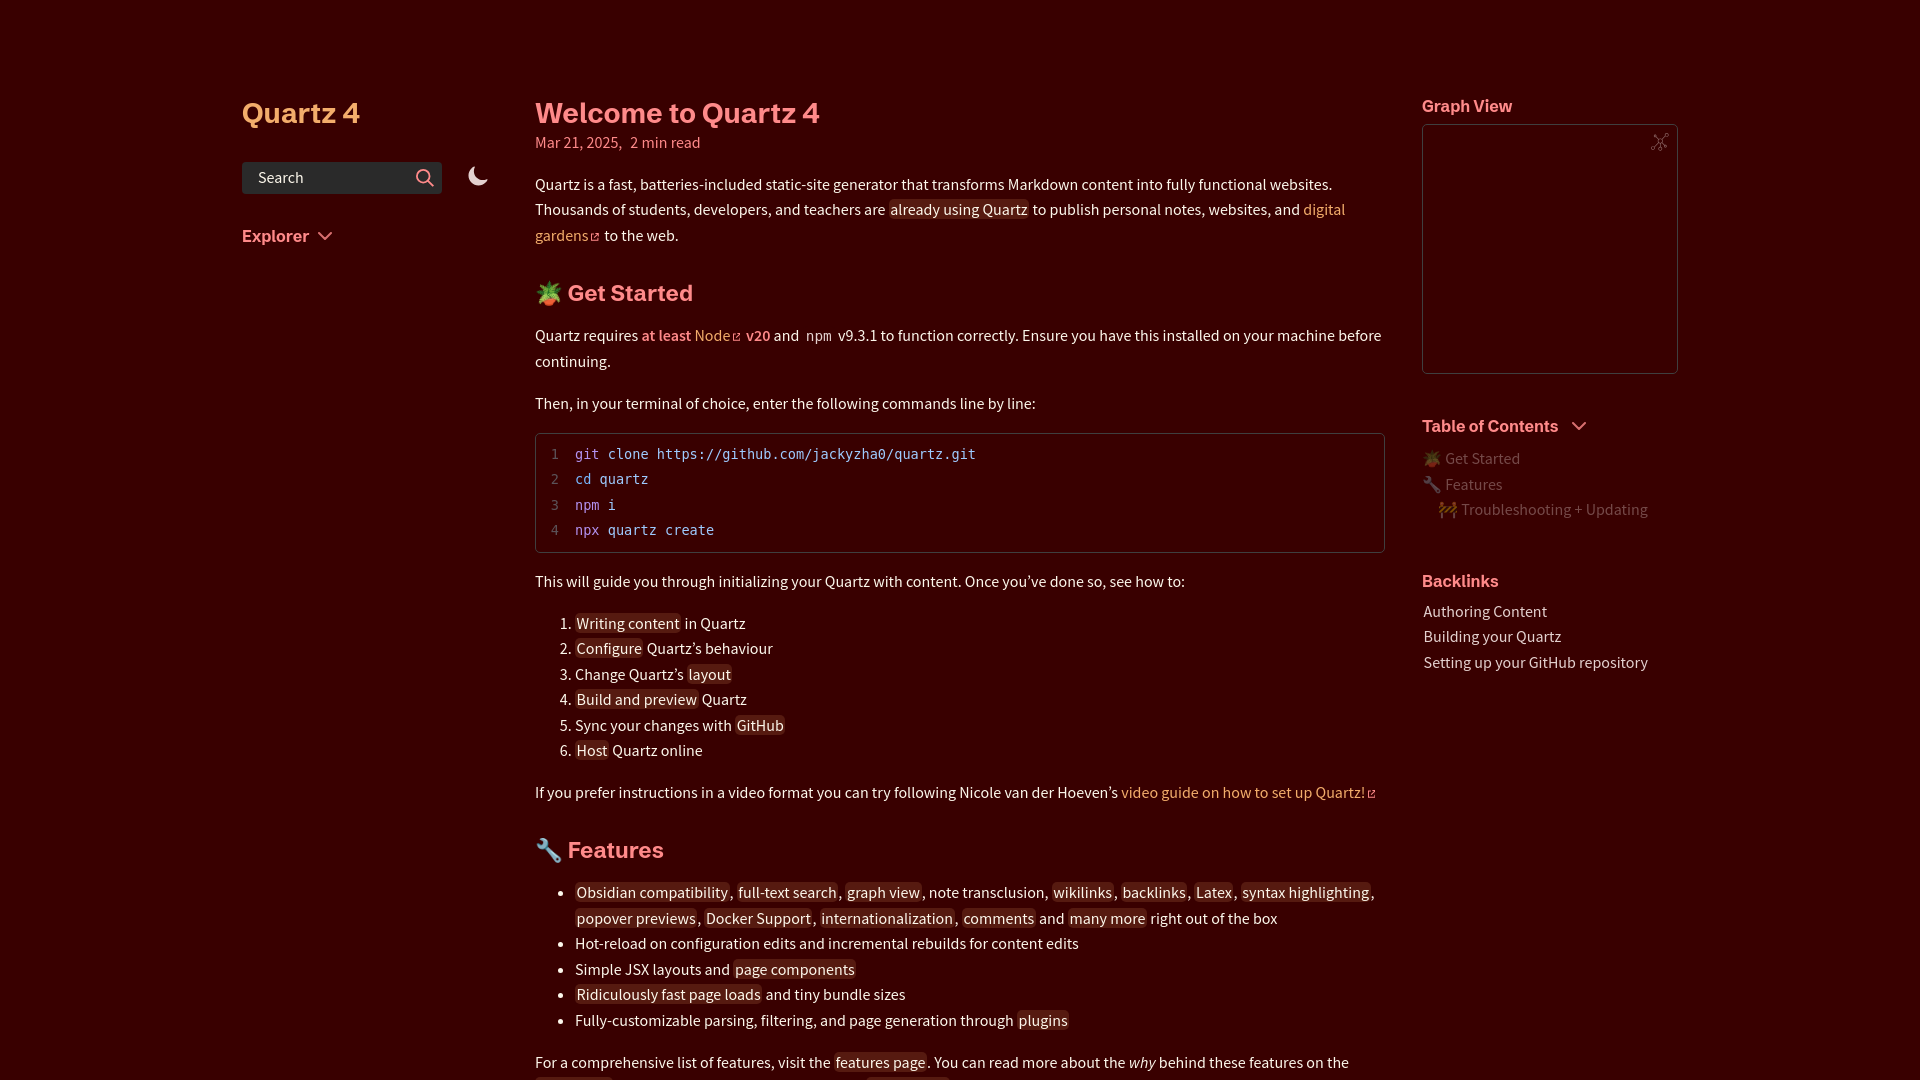 Quartz 4
Search
Explorer
Welcome to Quartz 4
Mar 21, 2025, 2 min read
Quartz is a fast, batteries-included static-site generator that transforms Markdown content into fully functional websites.
Thousands of students, developers, and teachers are already using Quartz to publish personal notes, websites, and digital
gardens to the web.
🪴 Get Started
Quartz requires at least Node v20 and npm v9.3.1 to function correctly. Ensure you have this installed on your machine before
continuing.
Then, in your terminal of choice, enter the following commands line by line:
1 git clone https://github.com/jackyzha0/quartz.git
2 cd quartz
3 npm i
4 npx quartz create
This will guide you through initializing your Quartz with content. Once you’ve done so, see how to:
1. Writing content in Quartz
2. Configure Quartz’s behaviour
3. Change Quartz’s layout
4. Build and preview Quartz
5. Sync your changes with GitHub
6. Host Quartz online
If you prefer instructions in a video format you can try following Nicole van der Hoeven’s video guide on how to set up Quartz!
🔧 Features
• Obsidian compatibility, full-text search, graph view, note transclusion, wikilinks, backlinks, Latex, syntax highlighting,
popover previews, Docker Support, internationalization, comments and many more right out of the box
• Hot-reload on configuration edits and incremental rebuilds for content edits
• Simple JSX layouts and page components
• Ridiculously fast page loads and tiny bundle sizes
• Fully-customizable parsing, filtering, and page generation through plugins
For a comprehensive list of features, visit the features page. You can read more about the why behind these features on the
Graph View
Table of Contents
🪴 Get Started
🔧 Features
🚧 Troubleshooting + Updating
Backlinks
Authoring Content
Building your Quartz
Setting up your GitHub repository